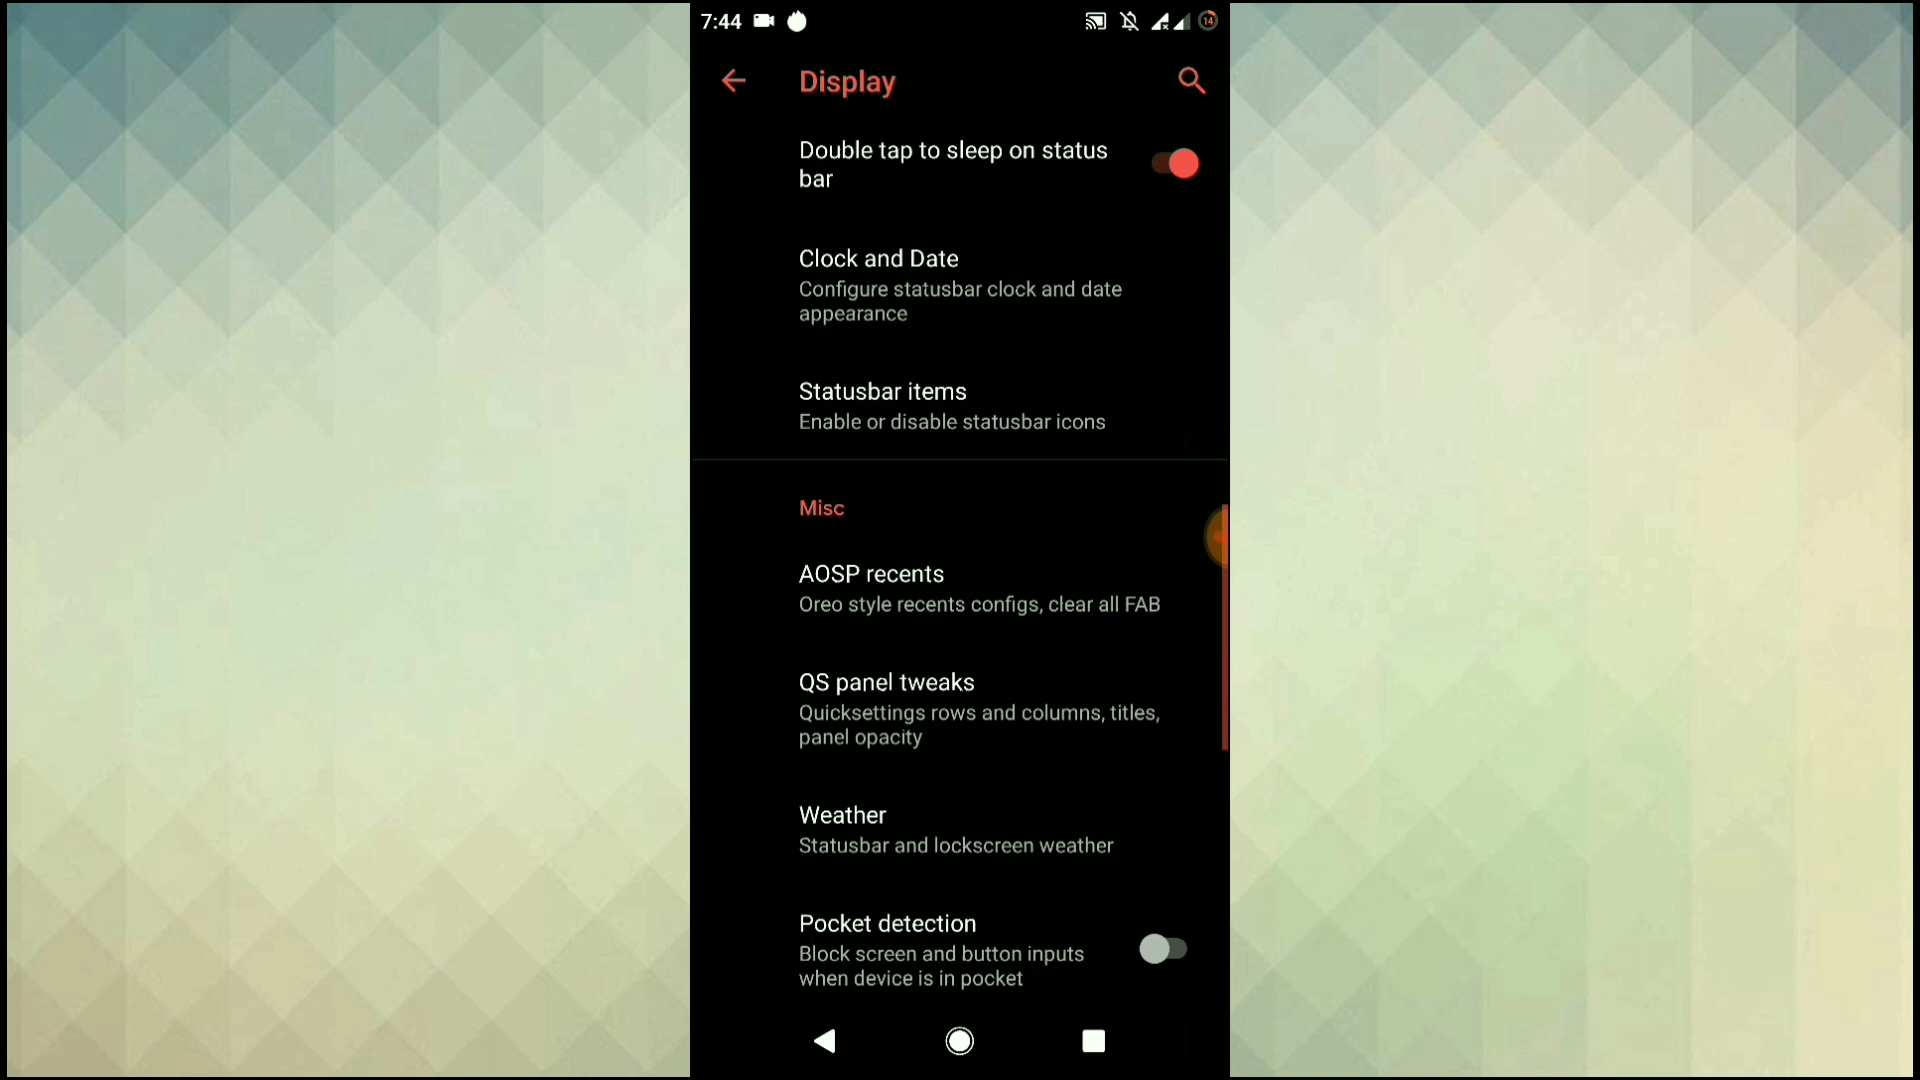 7:44
14
Display
Double tap to sleep on status
bar
Clock and Date
Configure statusbar clock and date
appearance
Statusbar items
Enable or disable statusbar icons
Misc
AOSP recents
Oreo style recents configs, clear all FAB
QS panel tweaks
Quicksettings rows and columns, titles,
panel opacity
Weather
Statusbar and lockscreen weather
Pocket detection
Block screen and button inputs
when device is in pocket